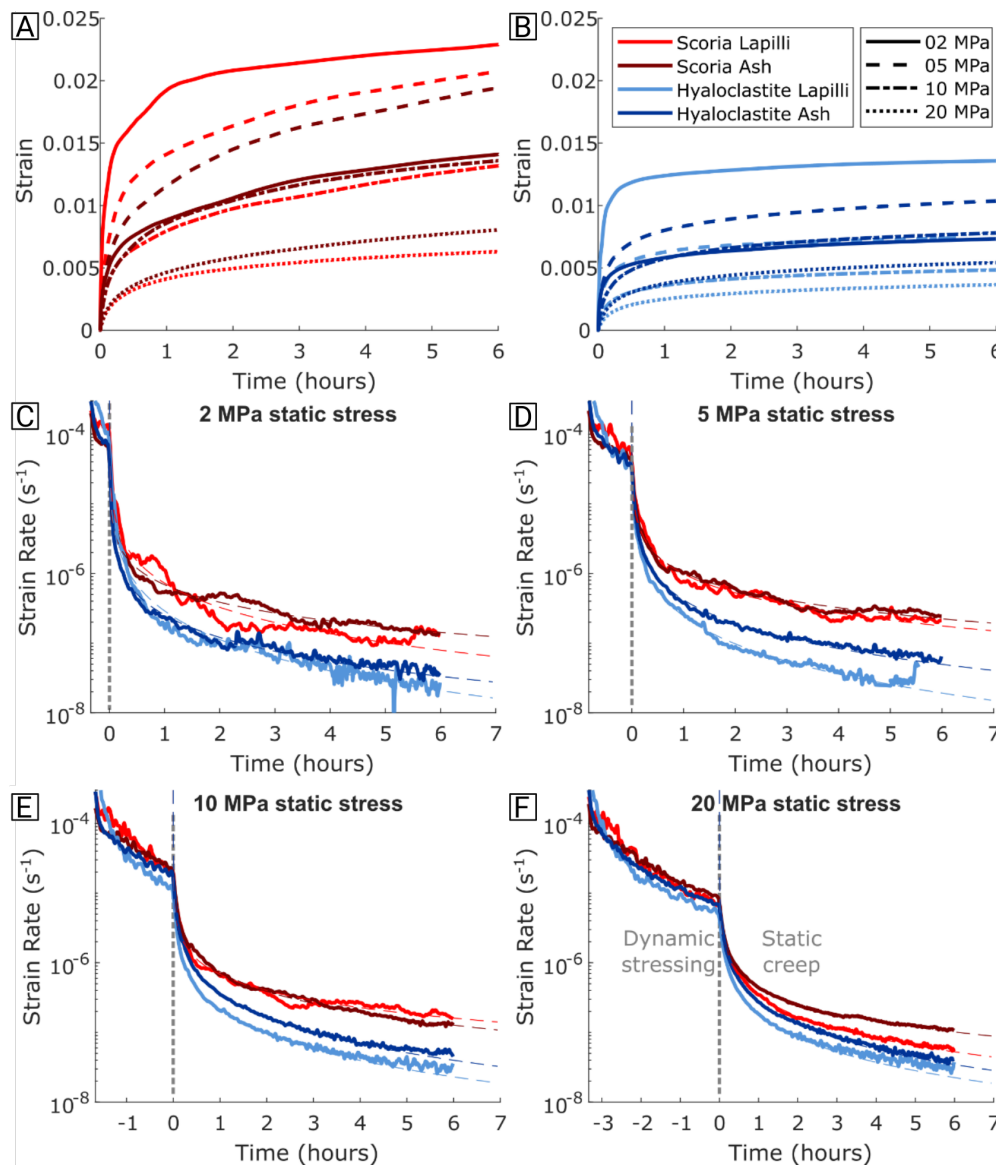 A
0.025
0.02
0.015
0.01
0.005
0
Strain
0 1 2 3 4 5 6
Time (hours)
B
Scoria Lapilli
Scoria Ash
Hyaloclastite Lapilli
Hyaloclastite Ash
02 MPa
05 MPa
10 MPa
20 MPa
0.025
0.02
0.015
0.01
0.005
0
Strain
0 1 2 3 4 5 6
Time (hours)
C
2 MPa static stress
10⁻⁴
10⁻⁶
10⁻⁸
Strain Rate (s⁻¹)
0 1 2 3 4 5 6 7
Time (hours)
D
5 MPa static stress
10⁻⁴
10⁻⁶
10⁻⁸
Strain Rate (s⁻¹)
0 1 2 3 4 5 6 7
Time (hours)
E
10 MPa static stress
10⁻⁴
10⁻⁶
10⁻⁸
Strain Rate (s⁻¹)
-1 0 1 2 3 4 5 6 7
Time (hours)
F
20 MPa static stress
10⁻⁴
10⁻⁶
10⁻⁸
Strain Rate (s⁻¹)
Dynamic
stressing
Static
creep
-3 -2 -1 0 1 2 3 4 5 6 7
Time (hours)